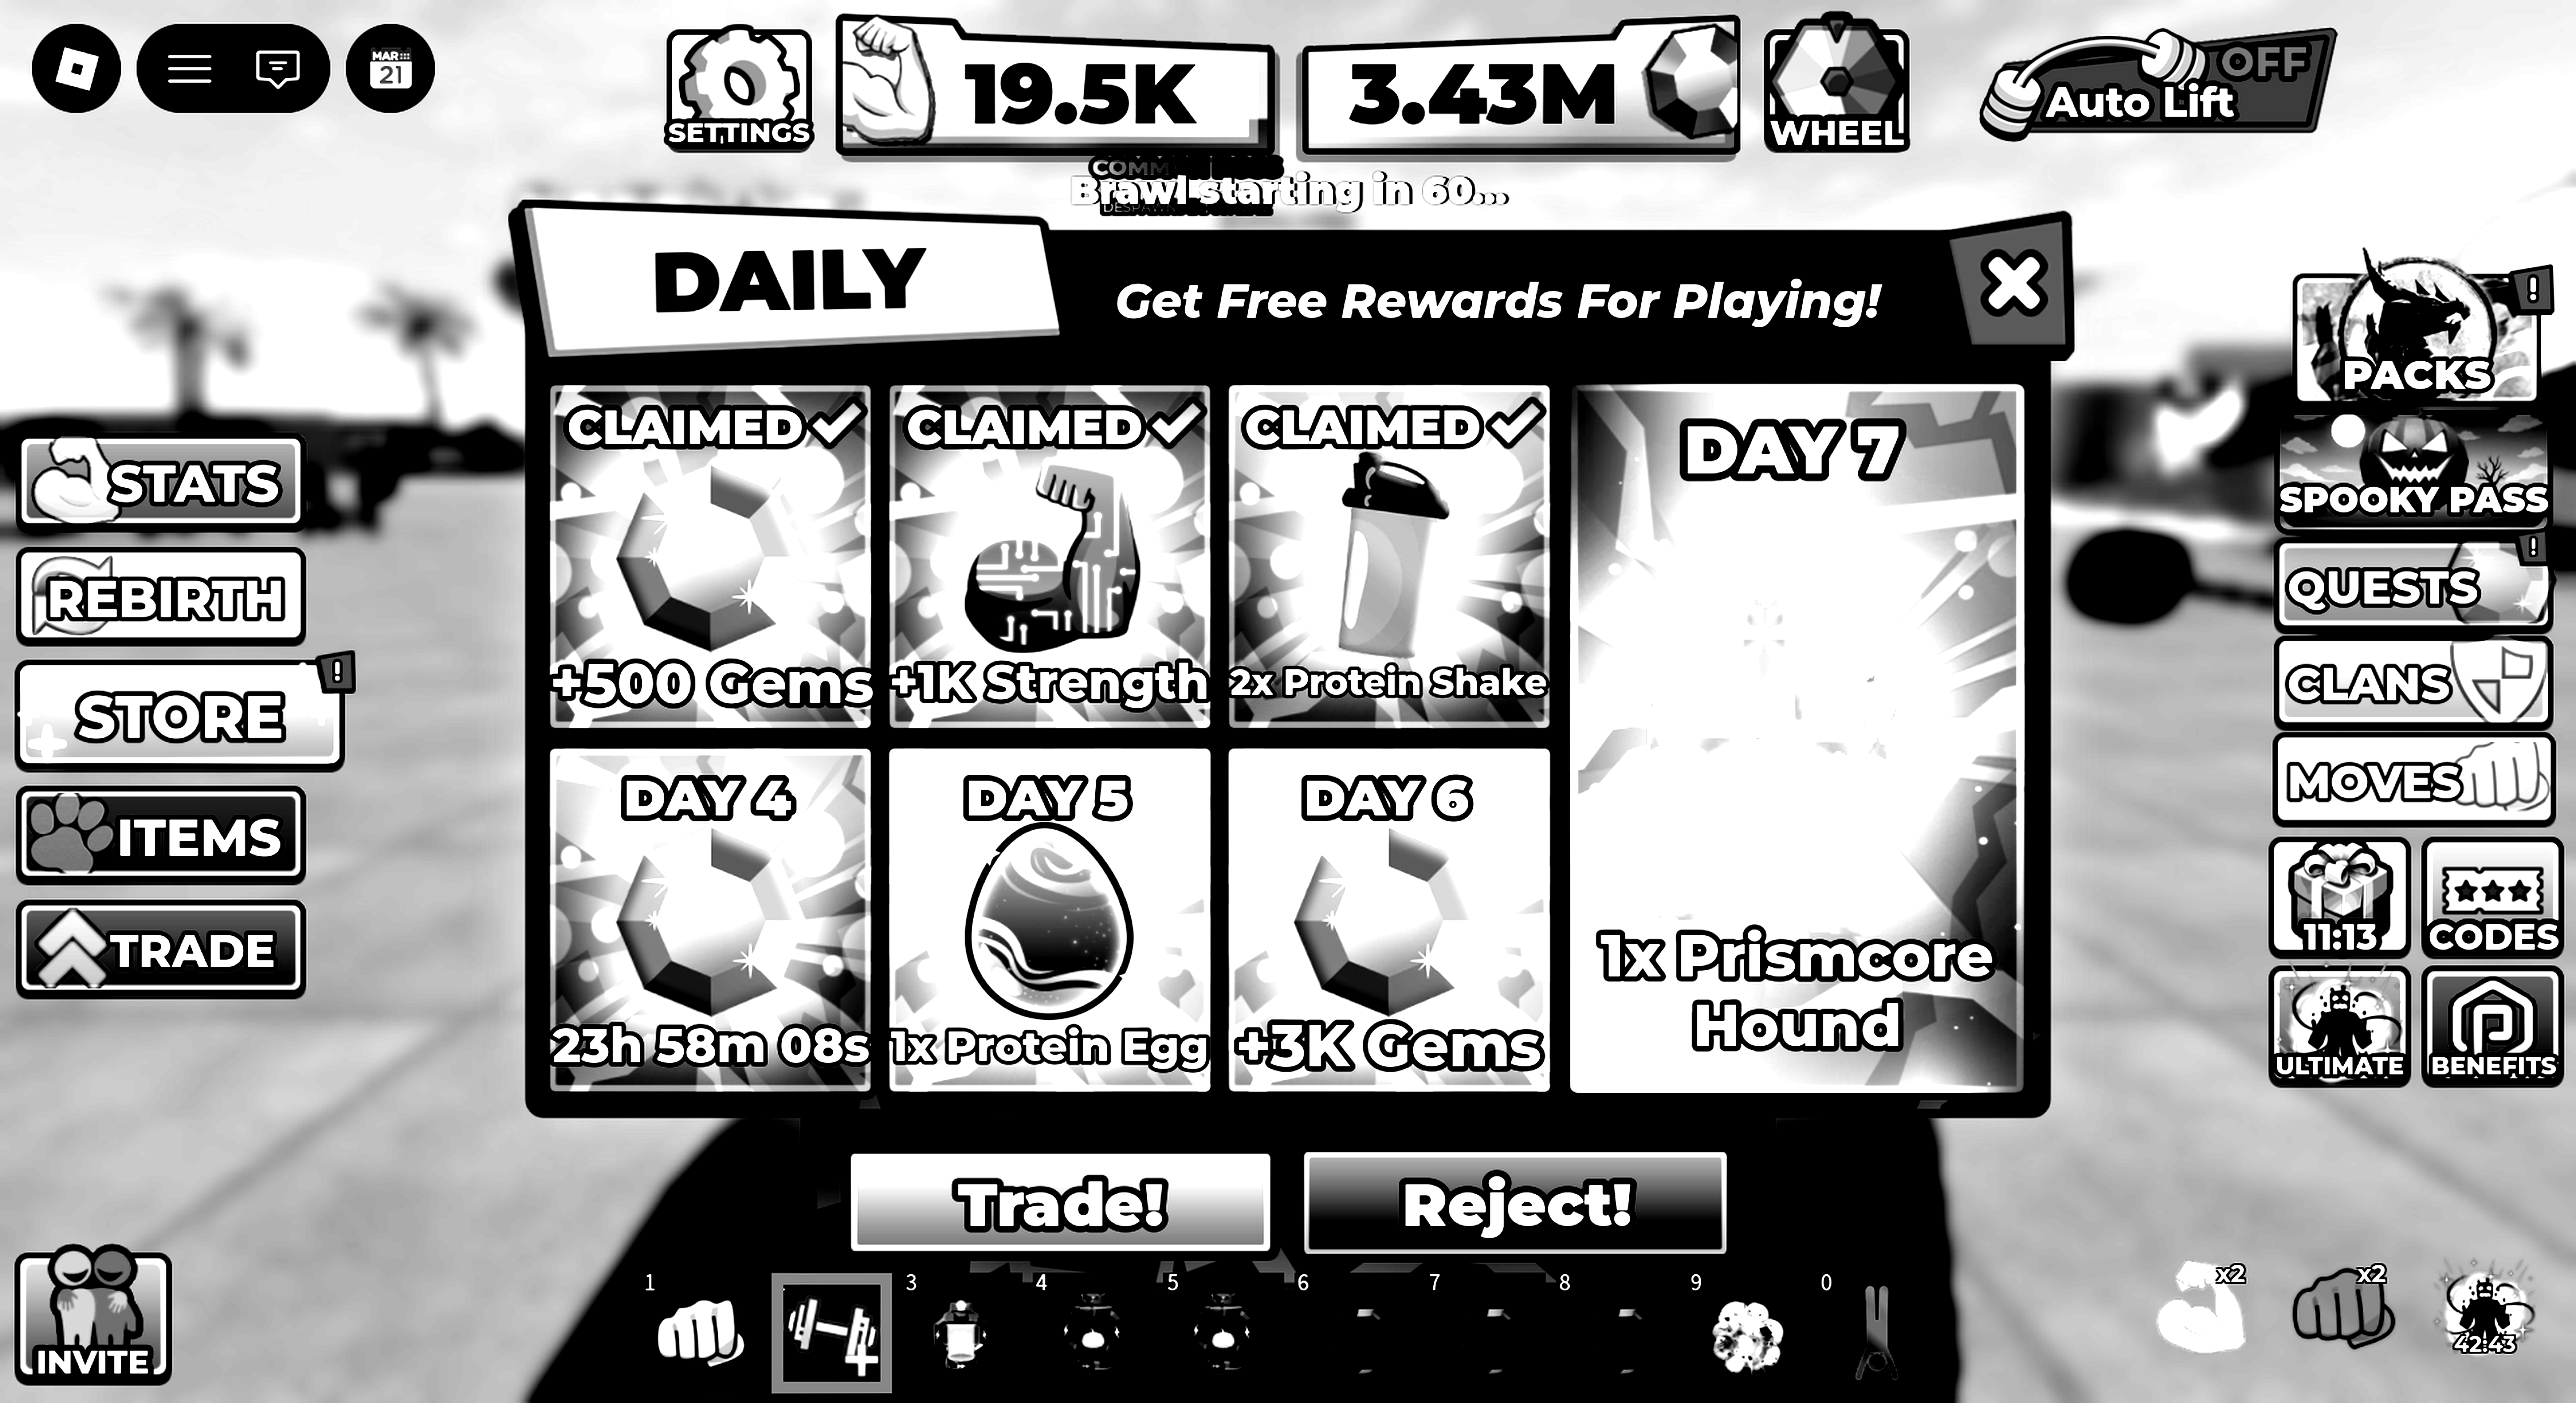 MAR
21
SETTINGS
19.5K
3.43M
WHEEL
OFF
Auto Lift
Brawl starting in 60...
DAILY
Get Free Rewards For Playing!
CLAIMED
+500 Gems
CLAIMED
+1K Strength
CLAIMED
2x Protein Shake
DAY 7
1x Prismcore
Hound
DAY 4
23h 58m 08s
DAY 5
1x Protein Egg
DAY 6
+3K Gems
STATS
REBIRTH
!
STORE
ITEMS
TRADE
!
PACKS
SPOOKY PASS
!
QUESTS
CLANS
MOVES
11:13
CODES
ULTIMATE
BENEFITS
Trade!
Reject!
INVITE
1
3
4
5
6
7
8
9
0
x2
x2
42:43